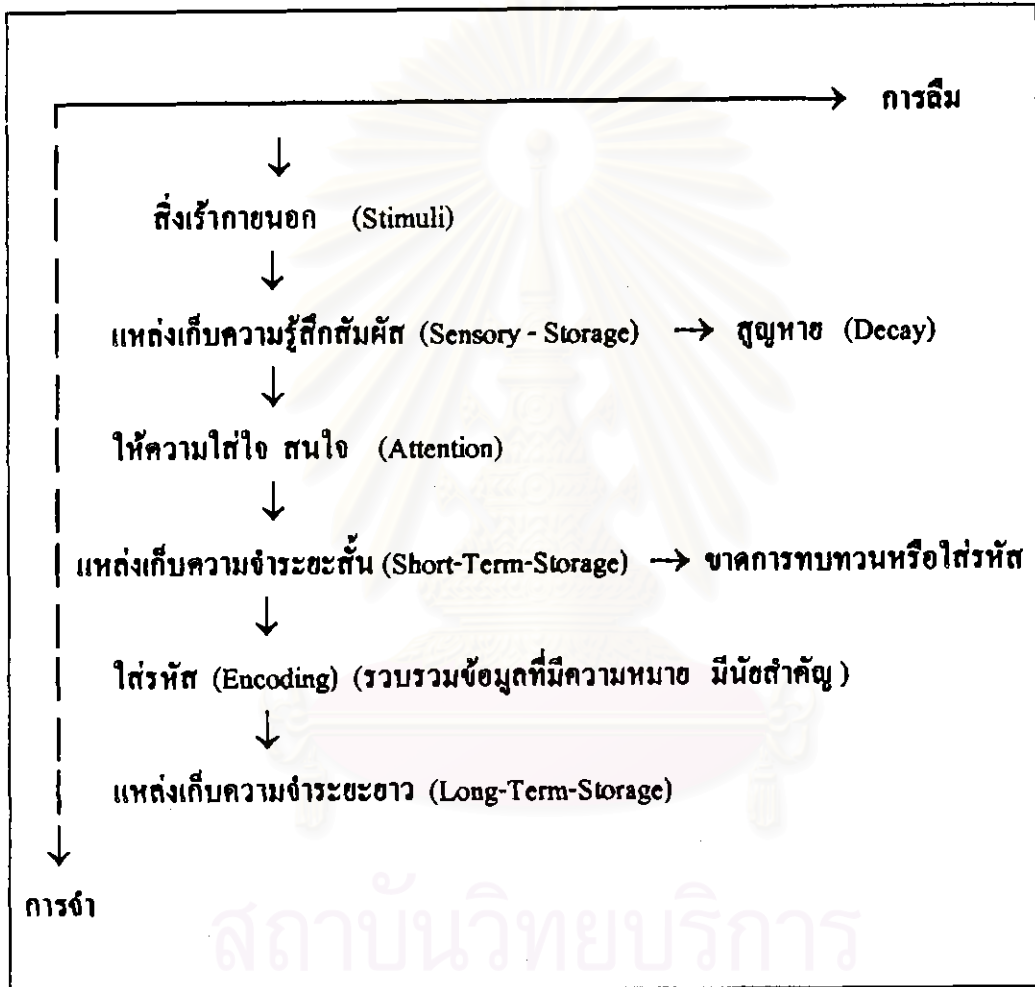 การลืม
สิ่งเร้าภายนอก (Stimuli)
แหล่งเก็บความรู้สึกสัมผัส (Sensory - Storage) → สูญหาย (Decay)
ให้ความใส่ใจ สนใจ (Attention)
แหล่งเก็บความจำระยะสั้น (Short-Term-Storage) → ขาดการทบทวนหรือใส่รหัส
ใส่รหัส (Encoding) (รวบรวมข้อมูลที่มีความหมาย มีนัยสำคัญ)
แหล่งเก็บความจำระยะยาว (Long-Term-Storage)
การจำ
สถาบันวิทยบริการ